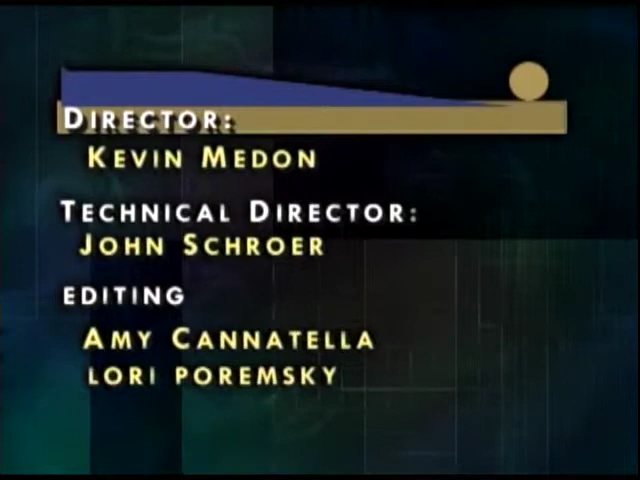 DIRECTOR:
KEVIN MEDON
TECHNICAL DIRECTOR:
JOHN SCHROER
EDITING
AMY CANNATELLA
LORI POREMSKY